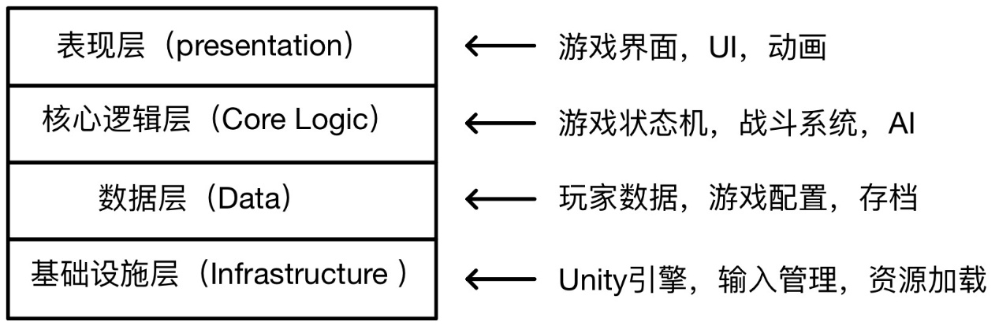 表现层（presentation）
游戏界面，UI，动画
核心逻辑层（Core Logic）
游戏状态机，战斗系统，AI
数据层（Data）
玩家数据，游戏配置，存档
基础设施层（Infrastructure ）
Unity引擎，输入管理，资源加载